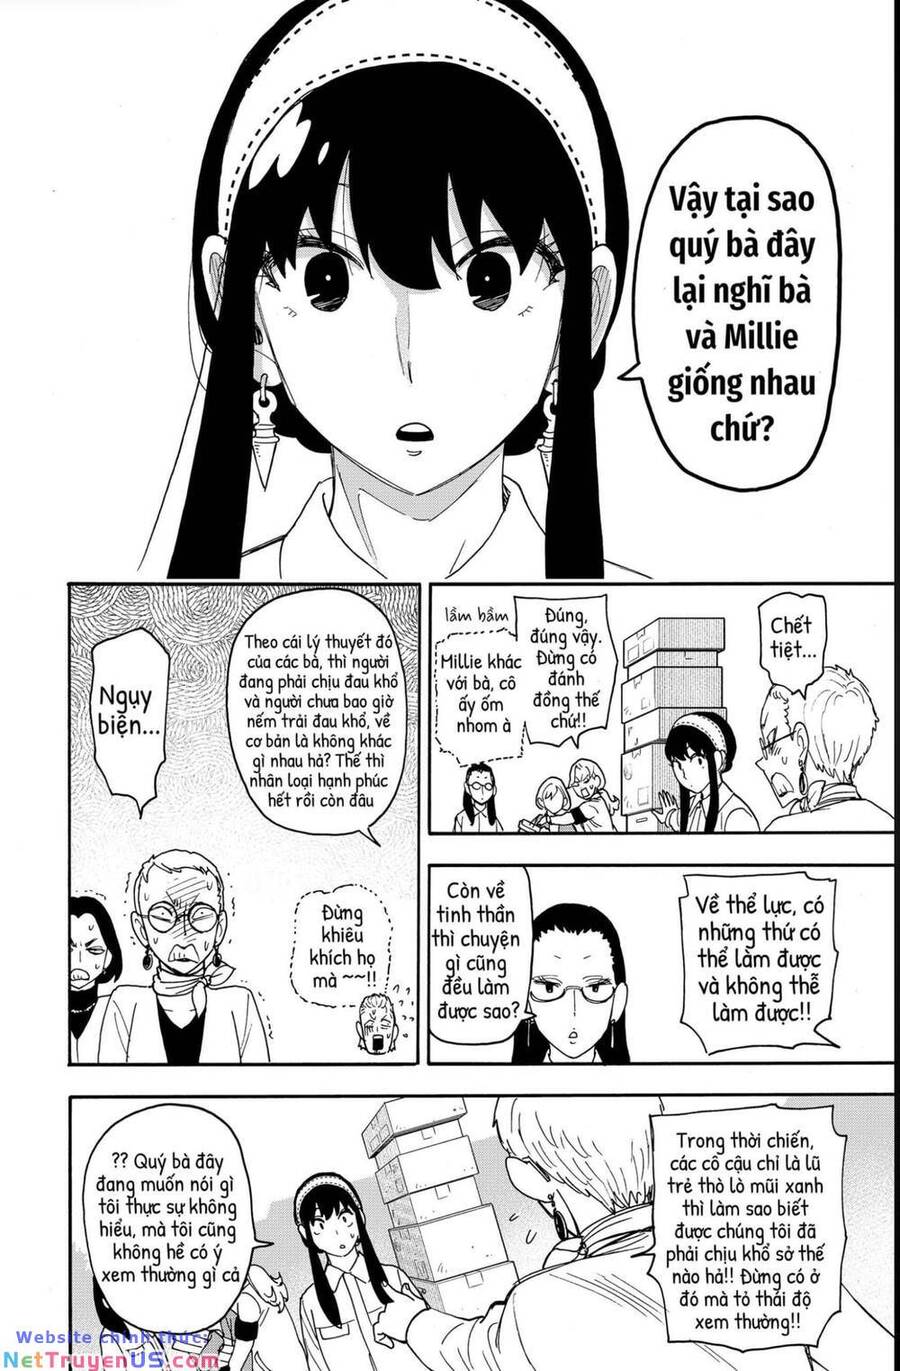 Vậy tại sao
quý bà đây
lại nghĩ bà
và Millie
giống nhau
chứ?
Chết
tiệt...
Đúng,
đúng vậy.
Đừng có
đánh
đồng thế
chứ!!
lầm bầm
Millie khác
với bà, cô
ấy ốm
nhom à
Theo cái lý thuyết đó
của các bà, thì người
đang phải chịu đau khổ
và người chưa bao giờ
nếm trải đau khổ, về
cơ bản là không khác
gì nhau hả? Thế thì
nhân loại hạnh phúc
hết rồi còn đâu
Ngụy
biện...
Đừng
khiêu
khích họ
mà ~~!!
Về thể lực, có
những thứ có
thể làm được
và không thễ
làm được!!
Còn về
tinh thần
thì chuyện
gì cũng
đều làm
được sao?
Trong thời chiến,
các cô cậu chỉ là lũ
trẻ thò lò mũi xanh
thì làm sao biết
được chúng tôi đã
phải chịu khổ sở thế
nào hả!! Đừng có ở
đó mà tỏ thái độ
xem thường!!
?? Quý bà đây
đang muốn nói gì
tôi thực sự không
hiểu, mà tôi cũng
không hề có ý
xem thường gì cả
Website chính thức:
NetTruyenUS.com